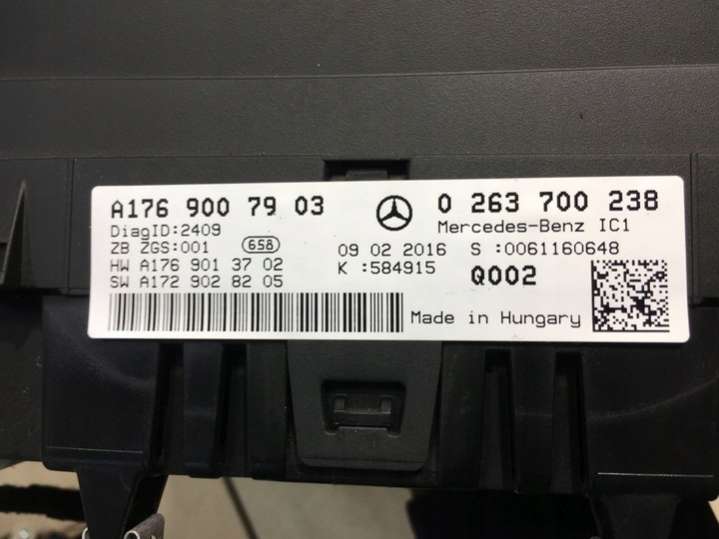 A176 900 79 03
0 263 700 238
DiagID:2409
Mercedes-Benz IC1
ZB ZGS:001 658
09 02 2016 S :0061160648
HW A176 901 37 02
K :584915 Q002
SW A172 902 82 05
Made in Hungary